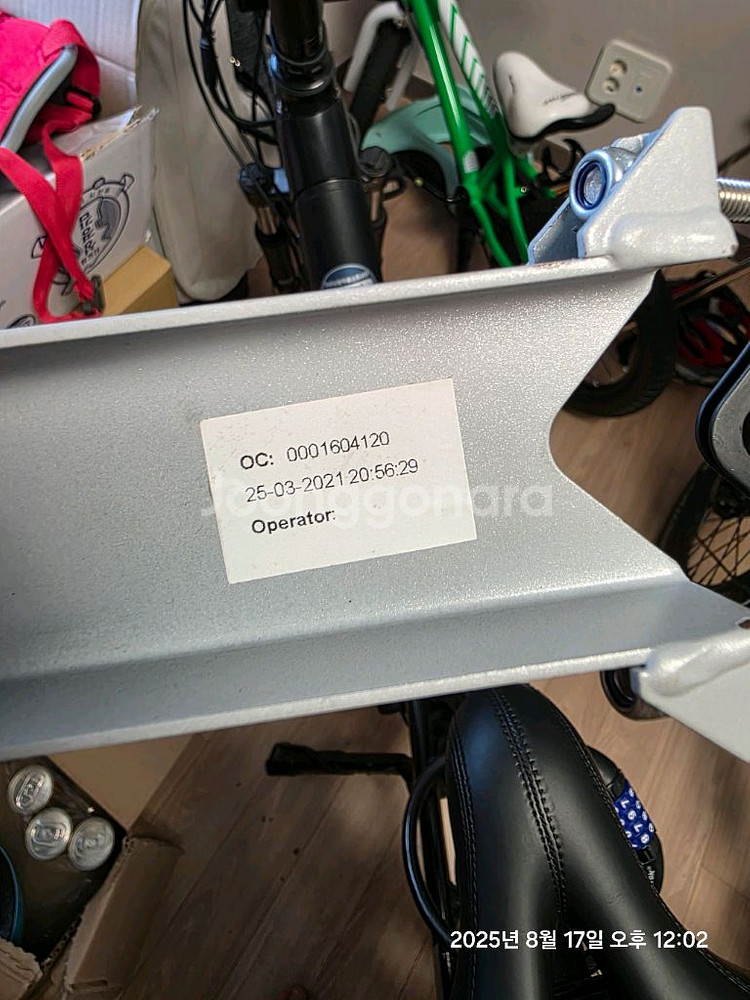 OC: 0001604120
25-03-2021 20:56:29
Operator:
Joonggonara
2025년 8월 17일 오후 12:02